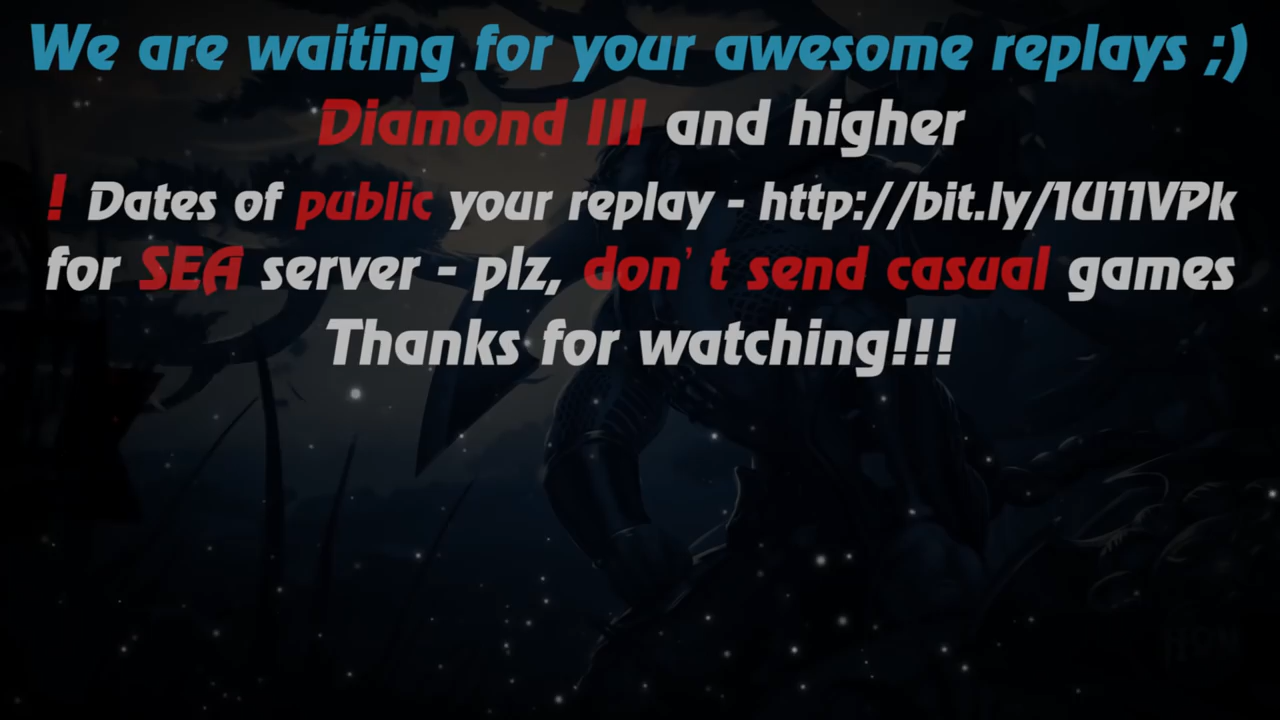 We are waiting for your awesome replays ;)
Diamond III and higher
! Dates of public your replay - http://bit.ly/1U11VPk
for SEA server - plz, don't send casual games
Thanks for watching!!!